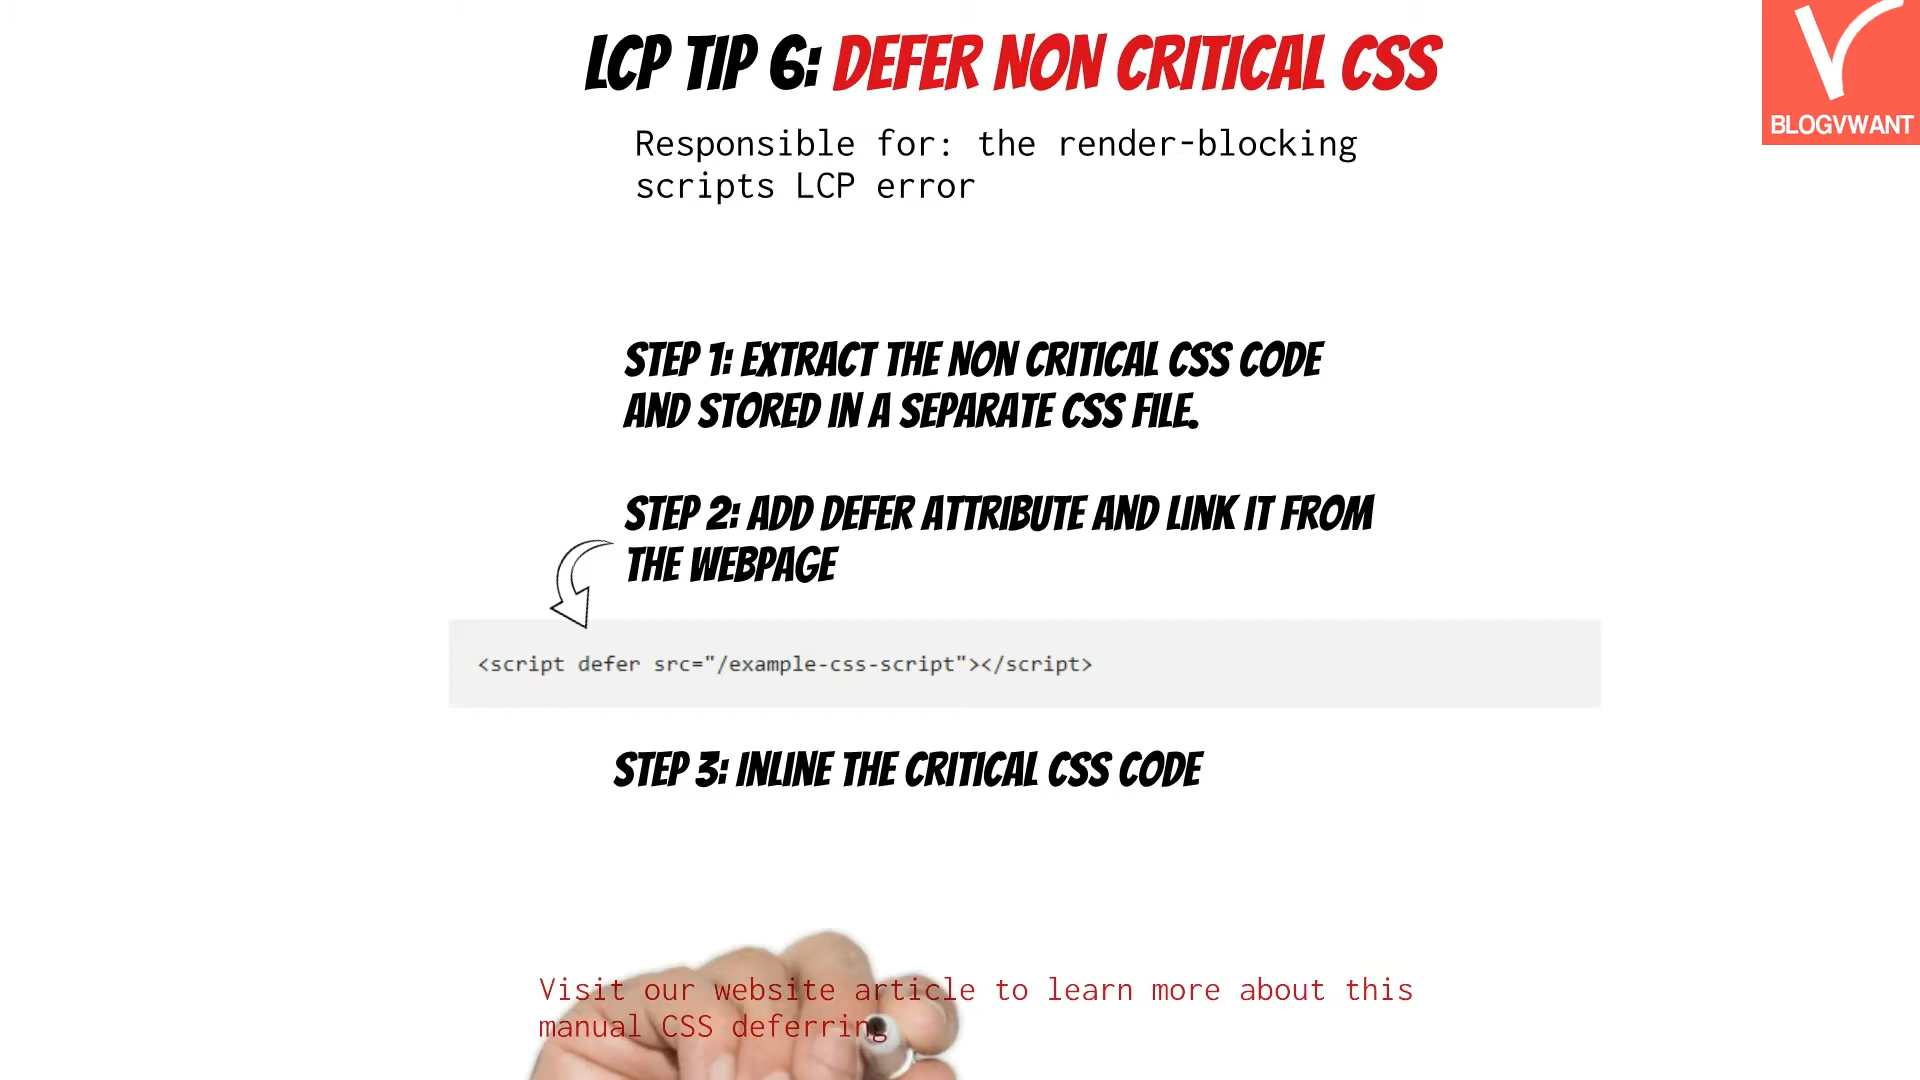 LCP TIP 6: DEFER NON CRITICAL CSS
BLOGVWANT
Responsible for: the render-blocking
scripts LCP error
STEP 1: EXTRACT THE NON CRITICAL CSS CODE
AND STORED IN A SEPARATE CSS FILE.
STEP 2: ADD DEFER ATTRIBUTE AND LINK IT FROM
THE WEBPAGE
<script defer src="/example-css-script"></script>
STEP 3: INLINE THE CRITICAL CSS CODE
Visit our website article to learn more about this
manual CSS deferring